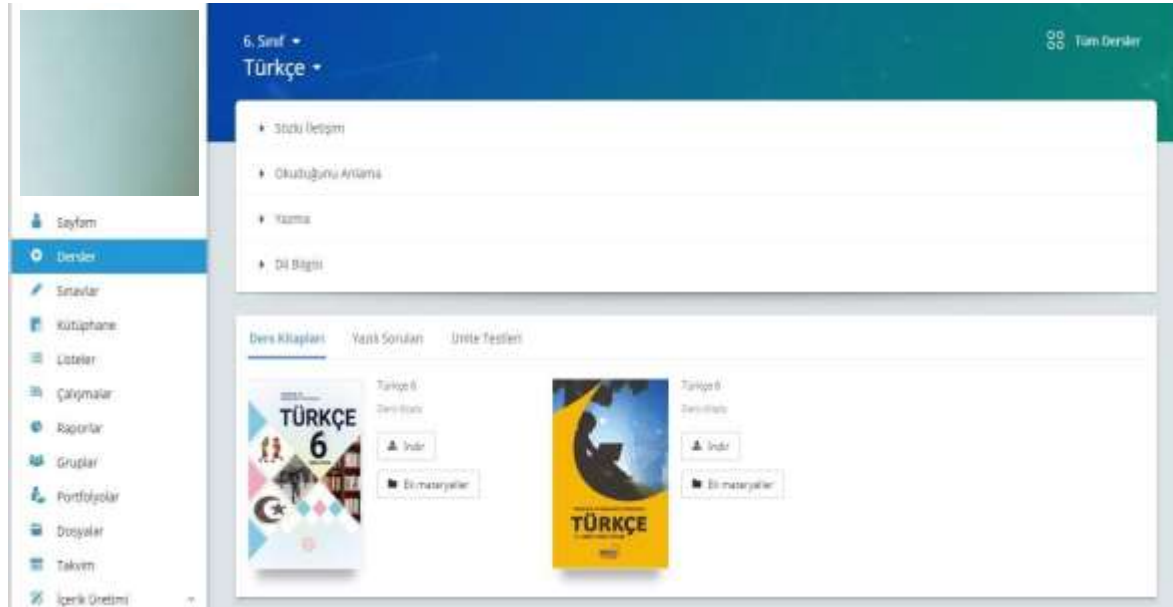 6. Sınıf
Türkçe
Tüm Dersler
Sözlü İletişim
Okuduğunu Anlama
Yazma
Dil Bilgisi
Sayfam
Dersler
Sınavlar
Kütüphane
Listeler
Çalışmalar
Raporlar
Gruplar
Portfolyolar
Dosyalar
Takvim
İçerik Üretimi
Ders Kitapları
Yazılı Soruları
Ünite Testleri
TÜRKÇE
6
Türkçe 6
Ders Kitabı
İndir
Ek materyaller
TÜRKÇE
Türkçe 6
Ders Kitabı
İndir
Ek materyaller